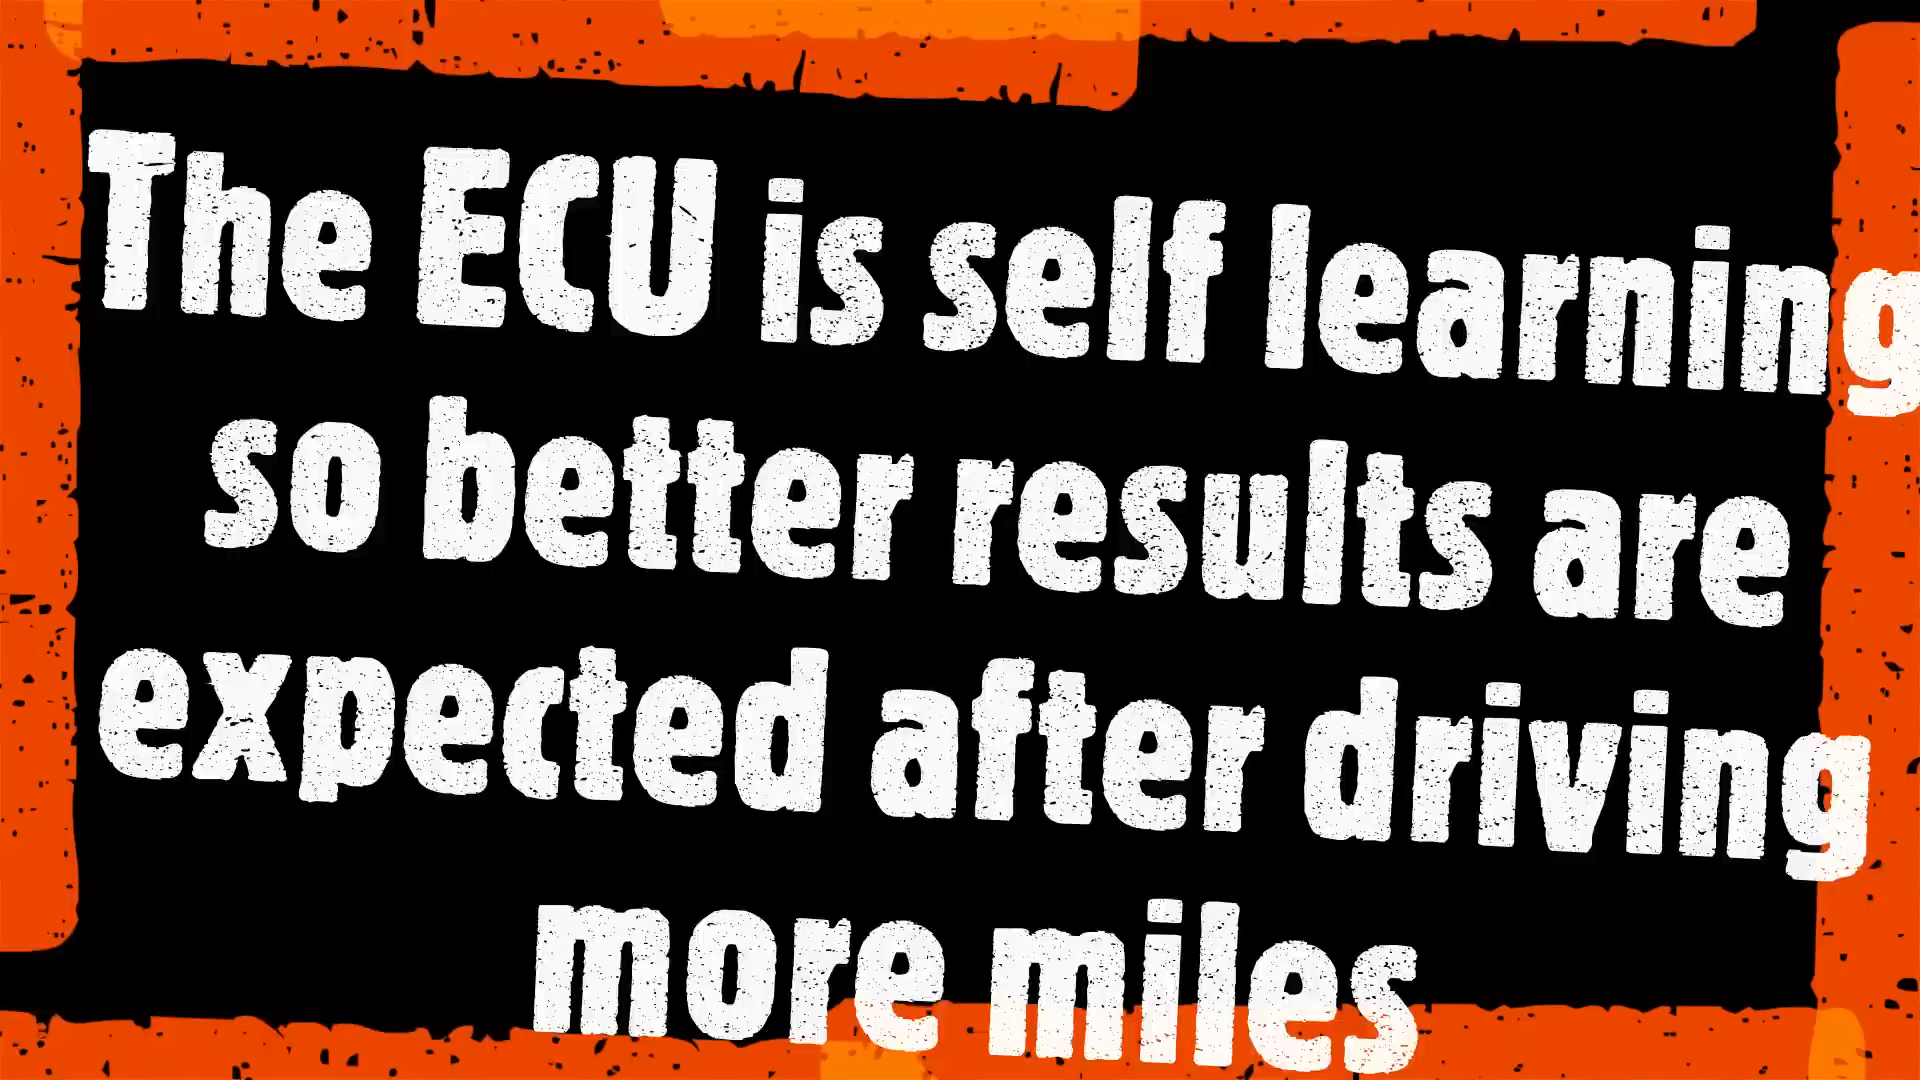 The ECU is self learning
so better results are
expected after driving
more miles